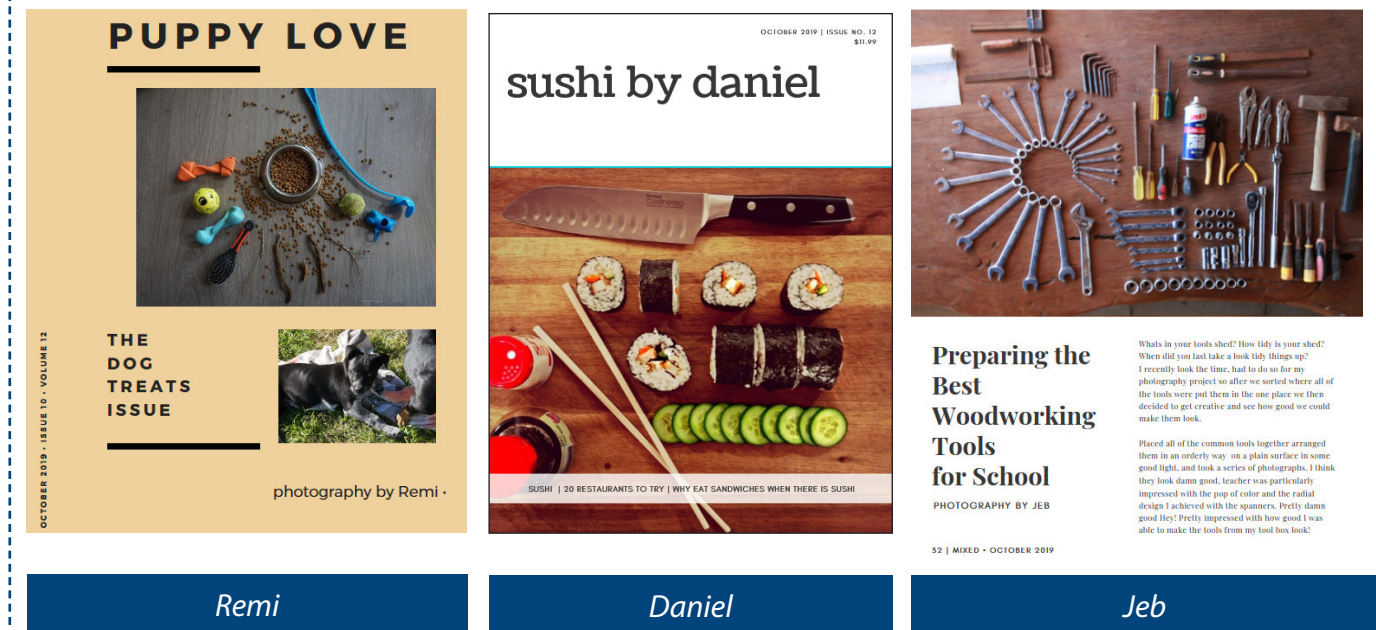 PUPPY LOVE
THE
DOG
TREATS
ISSUE
OCTOBER 2019 • ISSUE 10 • VOLUME 12
photography by Remi •
Remi
OCTOBER 2019 | ISSUE NO. 12
$11.99
sushi by daniel
SUSHI | 20 RESTAURANTS TO TRY | WHY EAT SANDWICHES WHEN THERE IS SUSHI
Daniel
Preparing the
Best
Woodworking
Tools
for School
PHOTOGRAPHY BY JEB
52 | MIXED • OCTOBER 2019
Whats in your tools shed? How tidy is your shed?
When did you last take a look tidy things up?
I recently look the time, had to do so for my
photography project so after we sorted where all of
the tools were put them in the one place we then
decided to get creative and see how good we could
make them look.
Placed all of the common tools together arranged
them in an orderly way on a plain surface in some
good light, and took a series of photographs. I think
they look damn good, teacher was particularly
impressed with the pop of color and the radial
design I achieved with the spanners. Pretty damn
good Hey! Pretty impressed with how good I was
able to make the tools from my tool box look!
Jeb